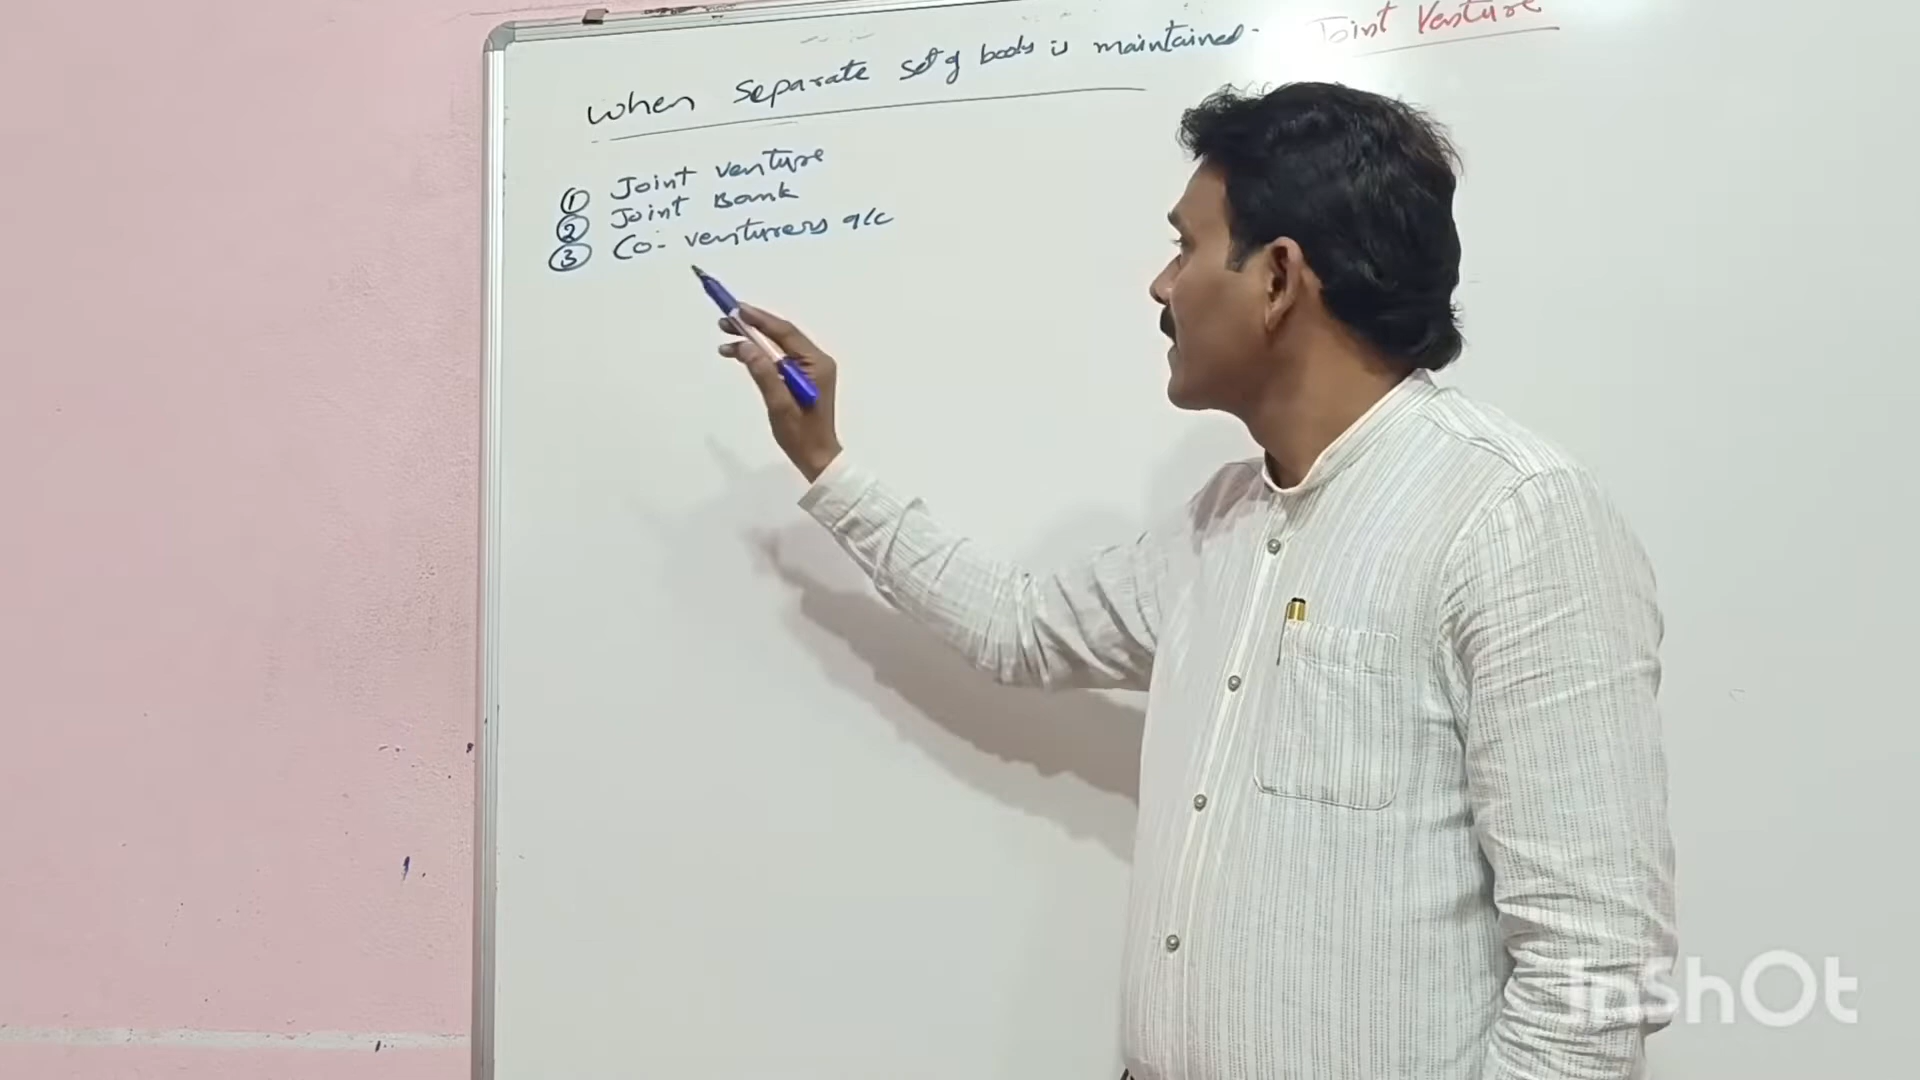 Joint Venture
When Separate set of books is maintained.
① Joint Venture
② Joint Bank
③ Co-venturers a/c
InShOt